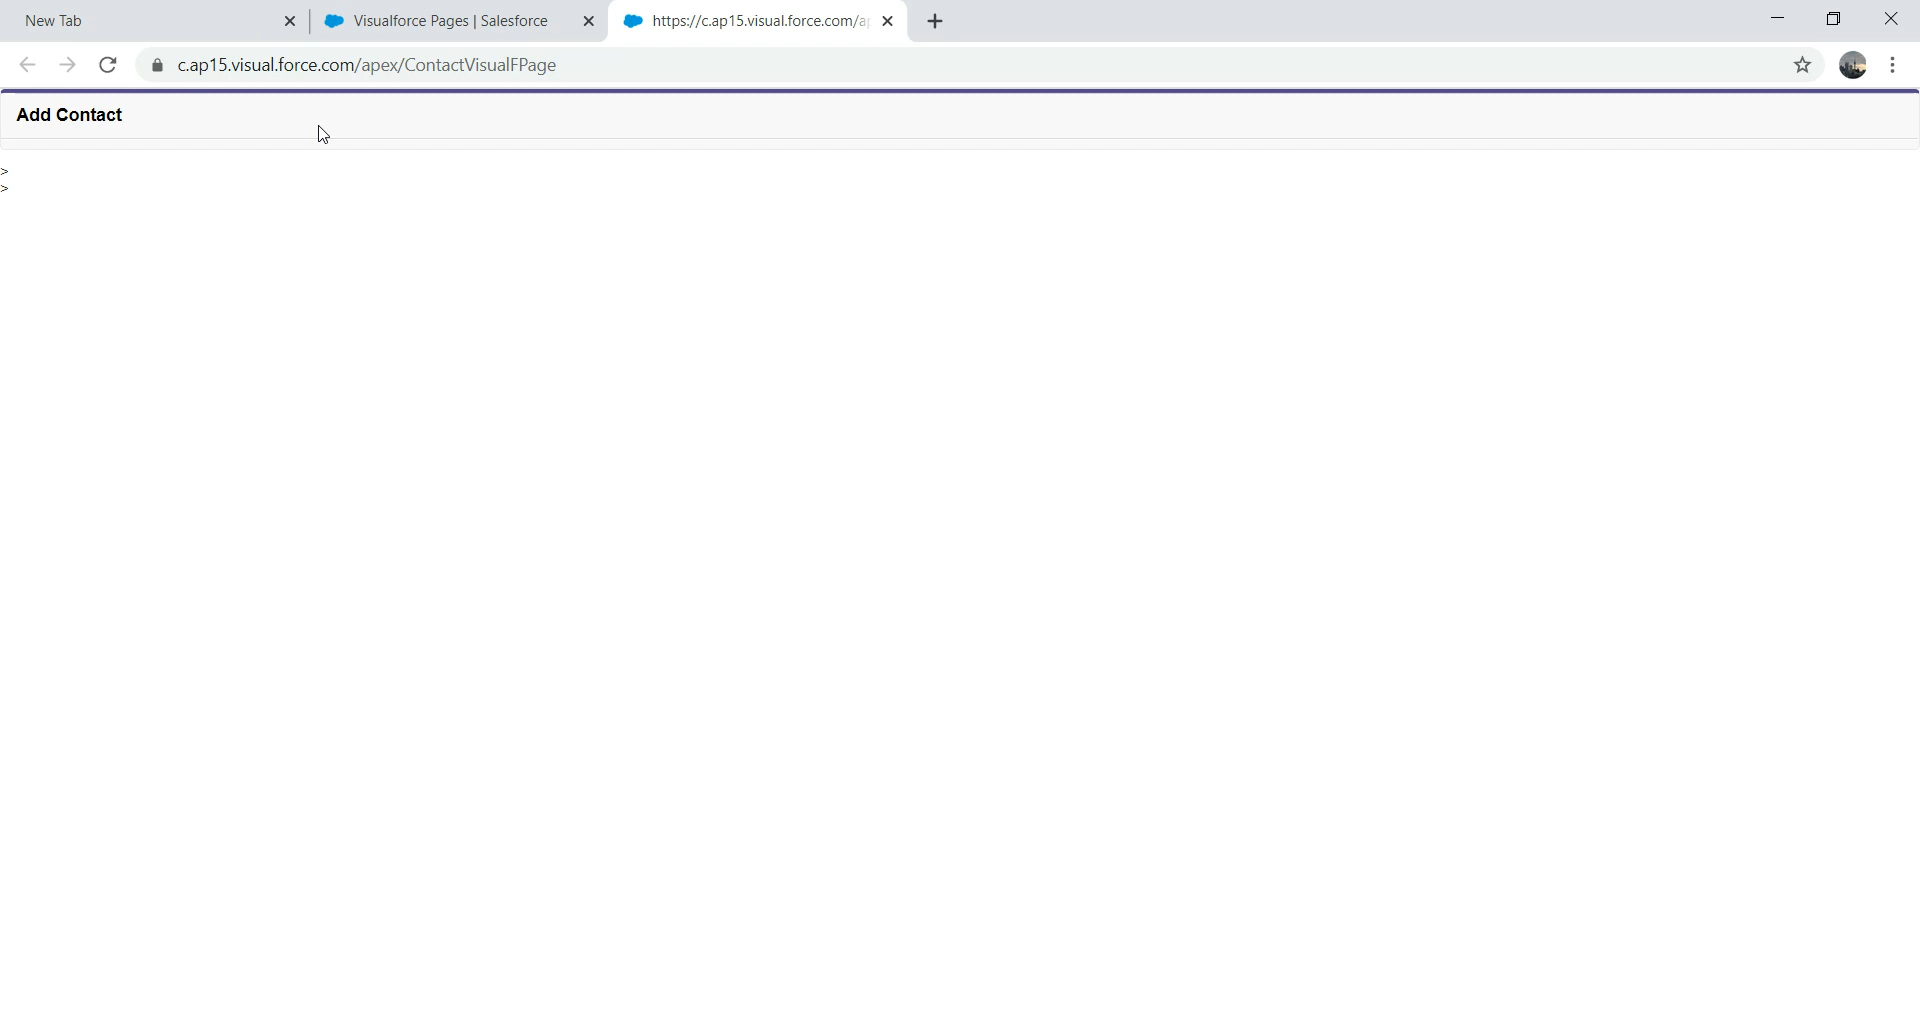 New Tab
Visualforce Pages | Salesforce
https://c.ap15.visual.force.com/a
c.ap15.visual.force.com/apex/ContactVisualFPage
Add Contact
>
>